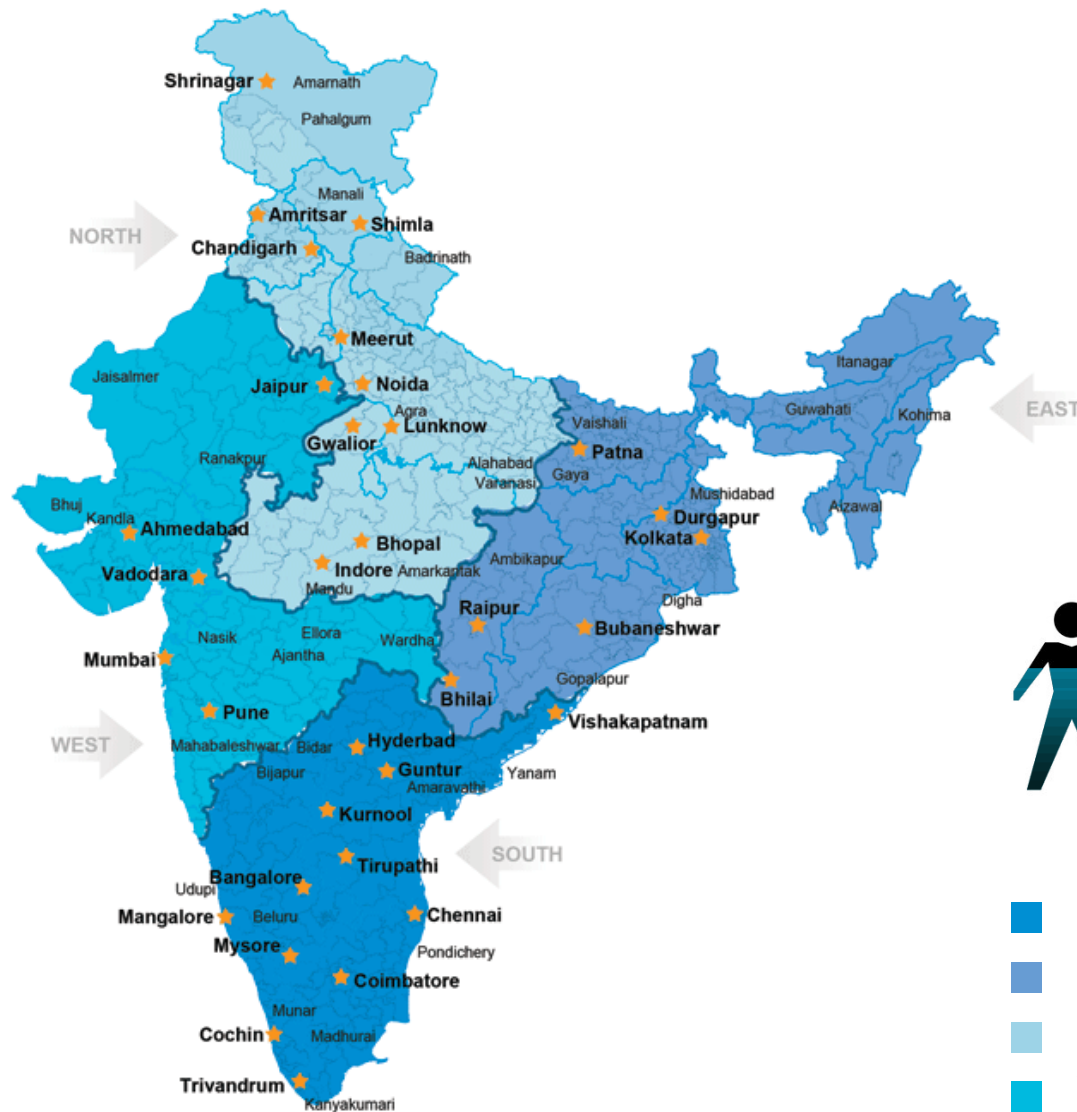 Shrinagar
Amarnath
Pahalgum
Manali
Amritsar
Shimla
NORTH
Chandigarh
Badrinath
Meerut
Itanagar
Jaisalmer
Jaipur
Noida
Guwahati
Kohima
EAST
Agra
Vaishali
Gwalior
Lunknow
Patna
Ranakpur
Alahabad
Gaya
Varanasi
Mushidabad
Bhuj
Kandla
Aizawal
Durgapur
Ahmedabad
Kolkata
Bhopal
Ambikapur
Indore
Amarkantak
Vadodara
Mandu
Digha
Raipur
Nasik
Ellora
Wardha
Bubaneshwar
Ajantha
Mumbai
Gopalapur
Bhilai
Pune
Vishakapatnam
WEST
Mahabaleshwar
Bidar
Hyderbad
Bijapur
Guntur
Yanam
Amaravathi
Kurnool
SOUTH
Tirupathi
Bangalore
Udupi
Mangalore
Beluru
Chennai
Mysore
Pondichery
Coimbatore
Munar
Cochin
Madhurai
Trivandrum
Kanyakumari